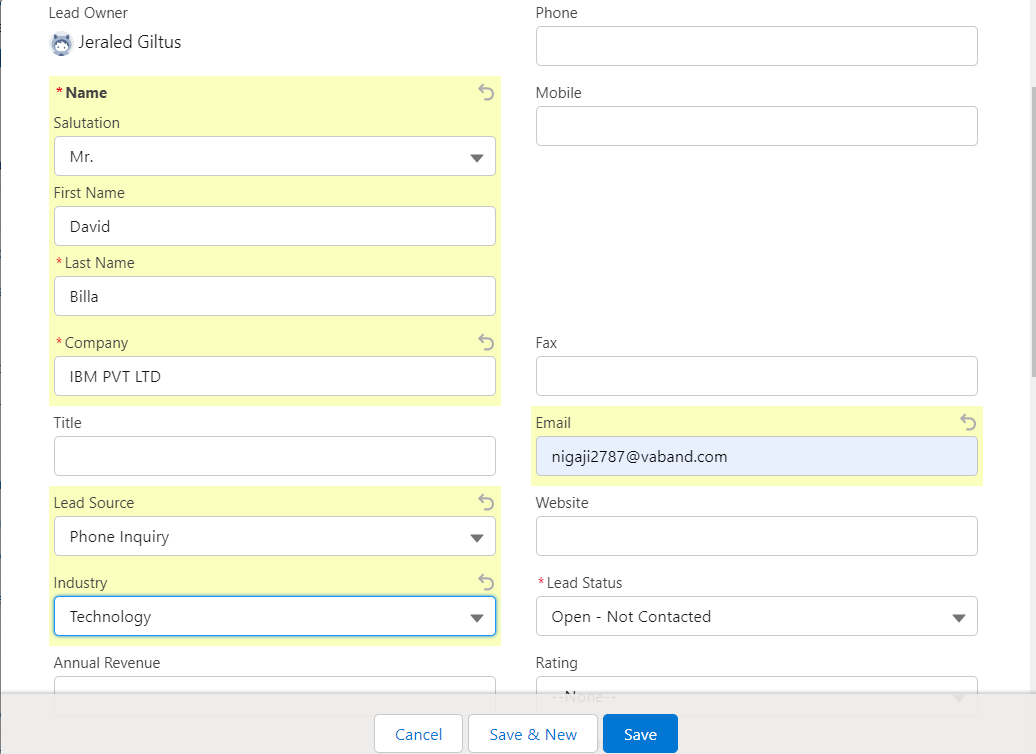 Lead Owner
Jeraled Giltus
Phone
*Name
Mobile
Salutation
Mr.
First Name
David
*Last Name
Billa
*Company
IBM PVT LTD
Fax
Title
Email
nigaji2787@vaband.com
Lead Source
Phone Inquiry
Website
Industry
Technology
*Lead Status
Open - Not Contacted
Annual Revenue
Rating
--None--
Cancel
Save & New
Save